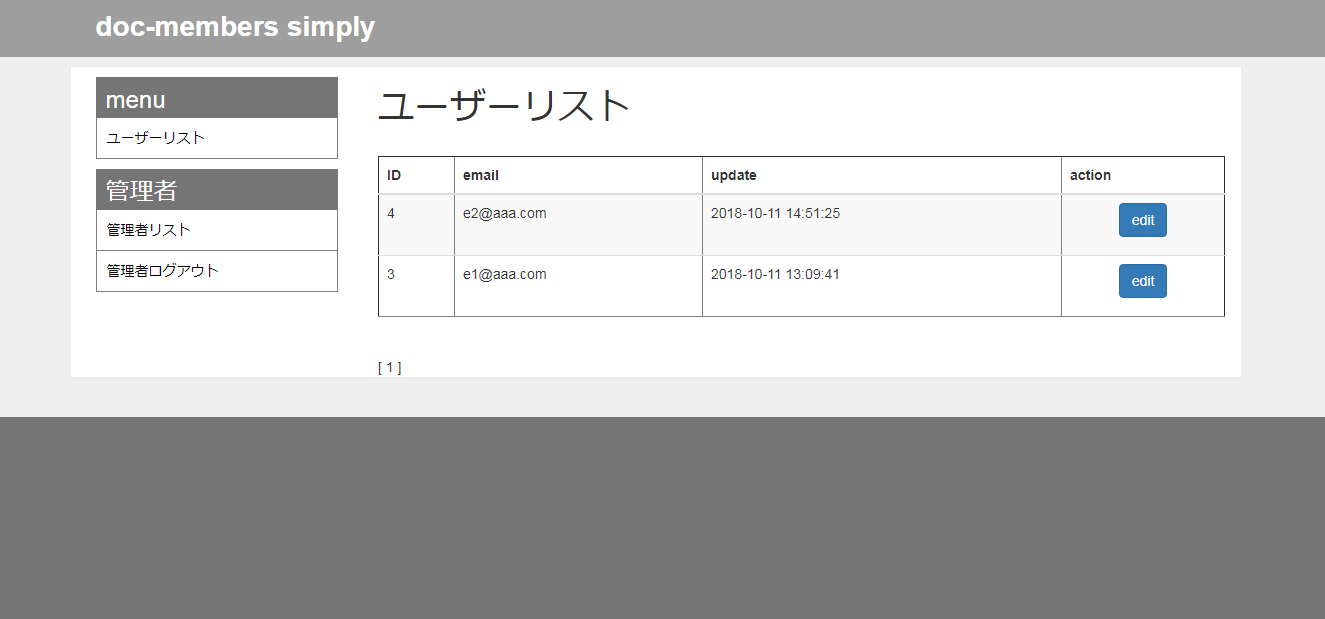 doc-members simply
menu
ユーザーリスト
管理者
管理者リスト
管理者ログアウト
ユーザーリスト
ID email update action
4 e2@aaa.com 2018-10-11 14:51:25 edit
3 e1@aaa.com 2018-10-11 13:09:41 edit
[ 1 ]